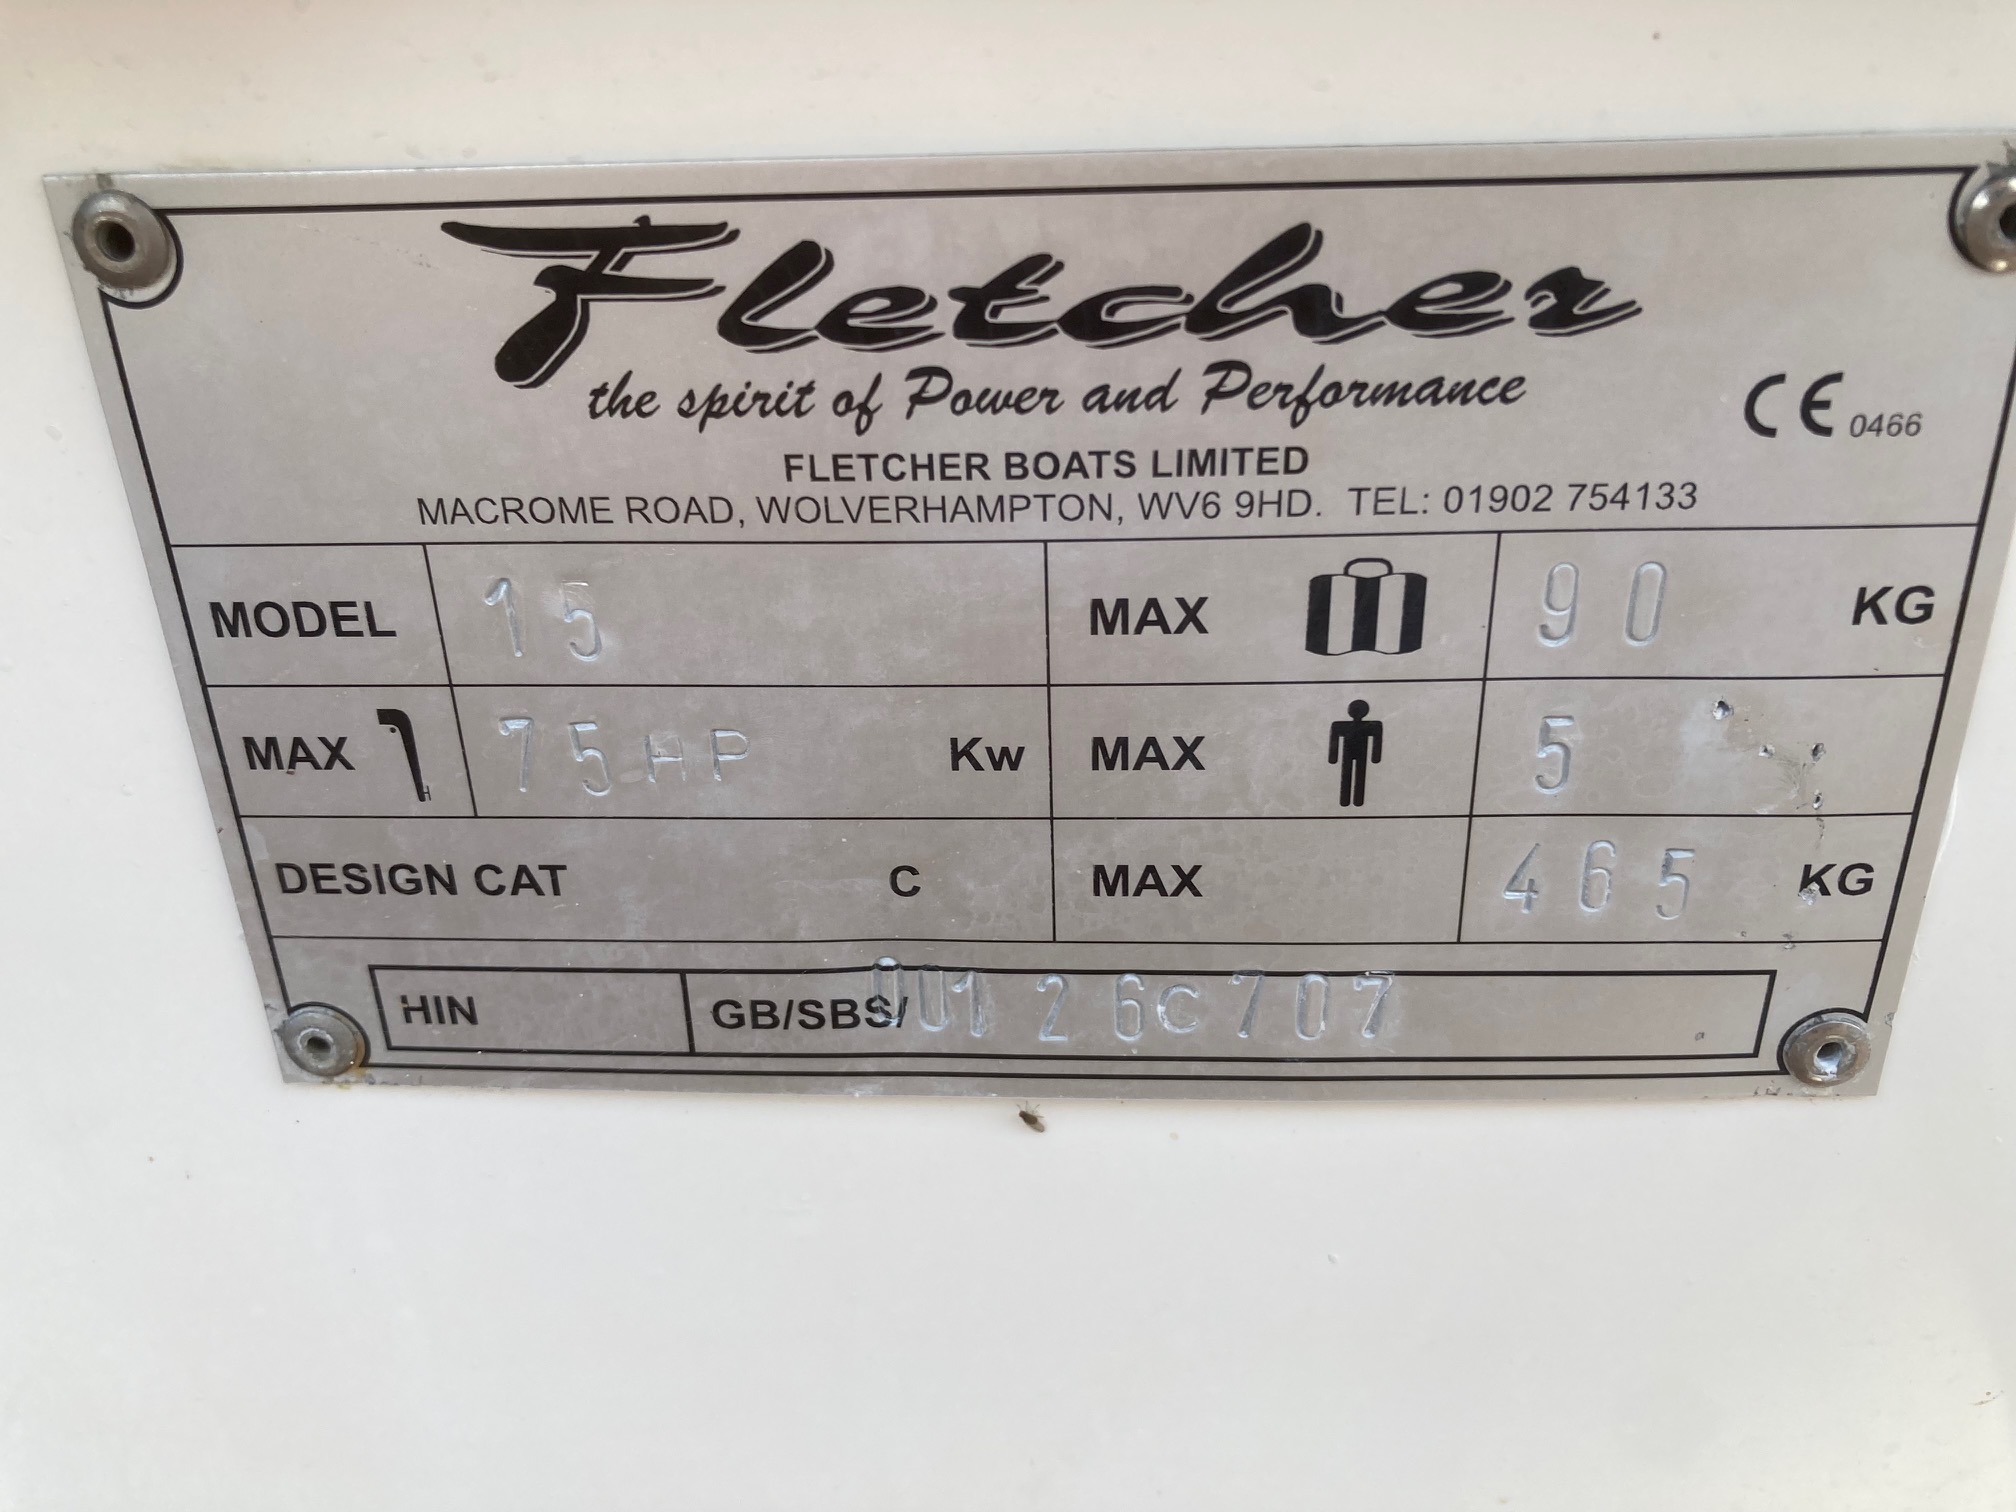 Fletcher
the spirit of Power and Performance
CE 0466
FLETCHER BOATS LIMITED
MACROME ROAD, WOLVERHAMPTON, WV6 9HD. TEL: 01902 754133
MODEL 15 MAX 90 KG
MAX 75HP Kw MAX 5
DESIGN CAT C MAX 465 KG
HIN GB/SBS/00126C707